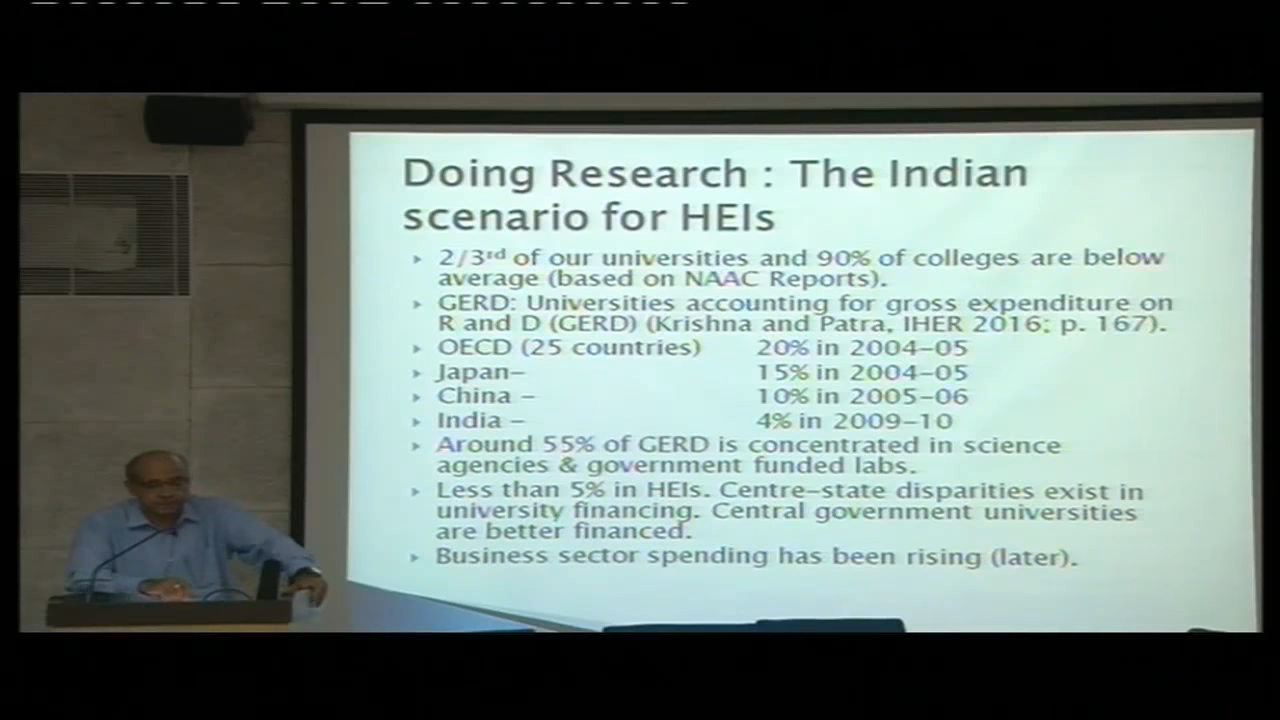 Doing Research : The Indian
scenario for HEIs
2/3rd of our universities and 90% of colleges are below
average (based on NAAC Reports).
GERD: Universities accounting for gross expenditure on
R and D (GERD) (Krishna and Patra, IHER 2016; p. 167).
OECD (25 countries) 20% in 2004-05
Japan- 15% in 2004-05
China - 10% in 2005-06
India - 4% in 2009-10
Around 55% of GERD is concentrated in science
agencies & government funded labs.
Less than 5% in HEIs. Centre-state disparities exist in
university financing. Central government universities
are better financed.
Business sector spending has been rising (later).